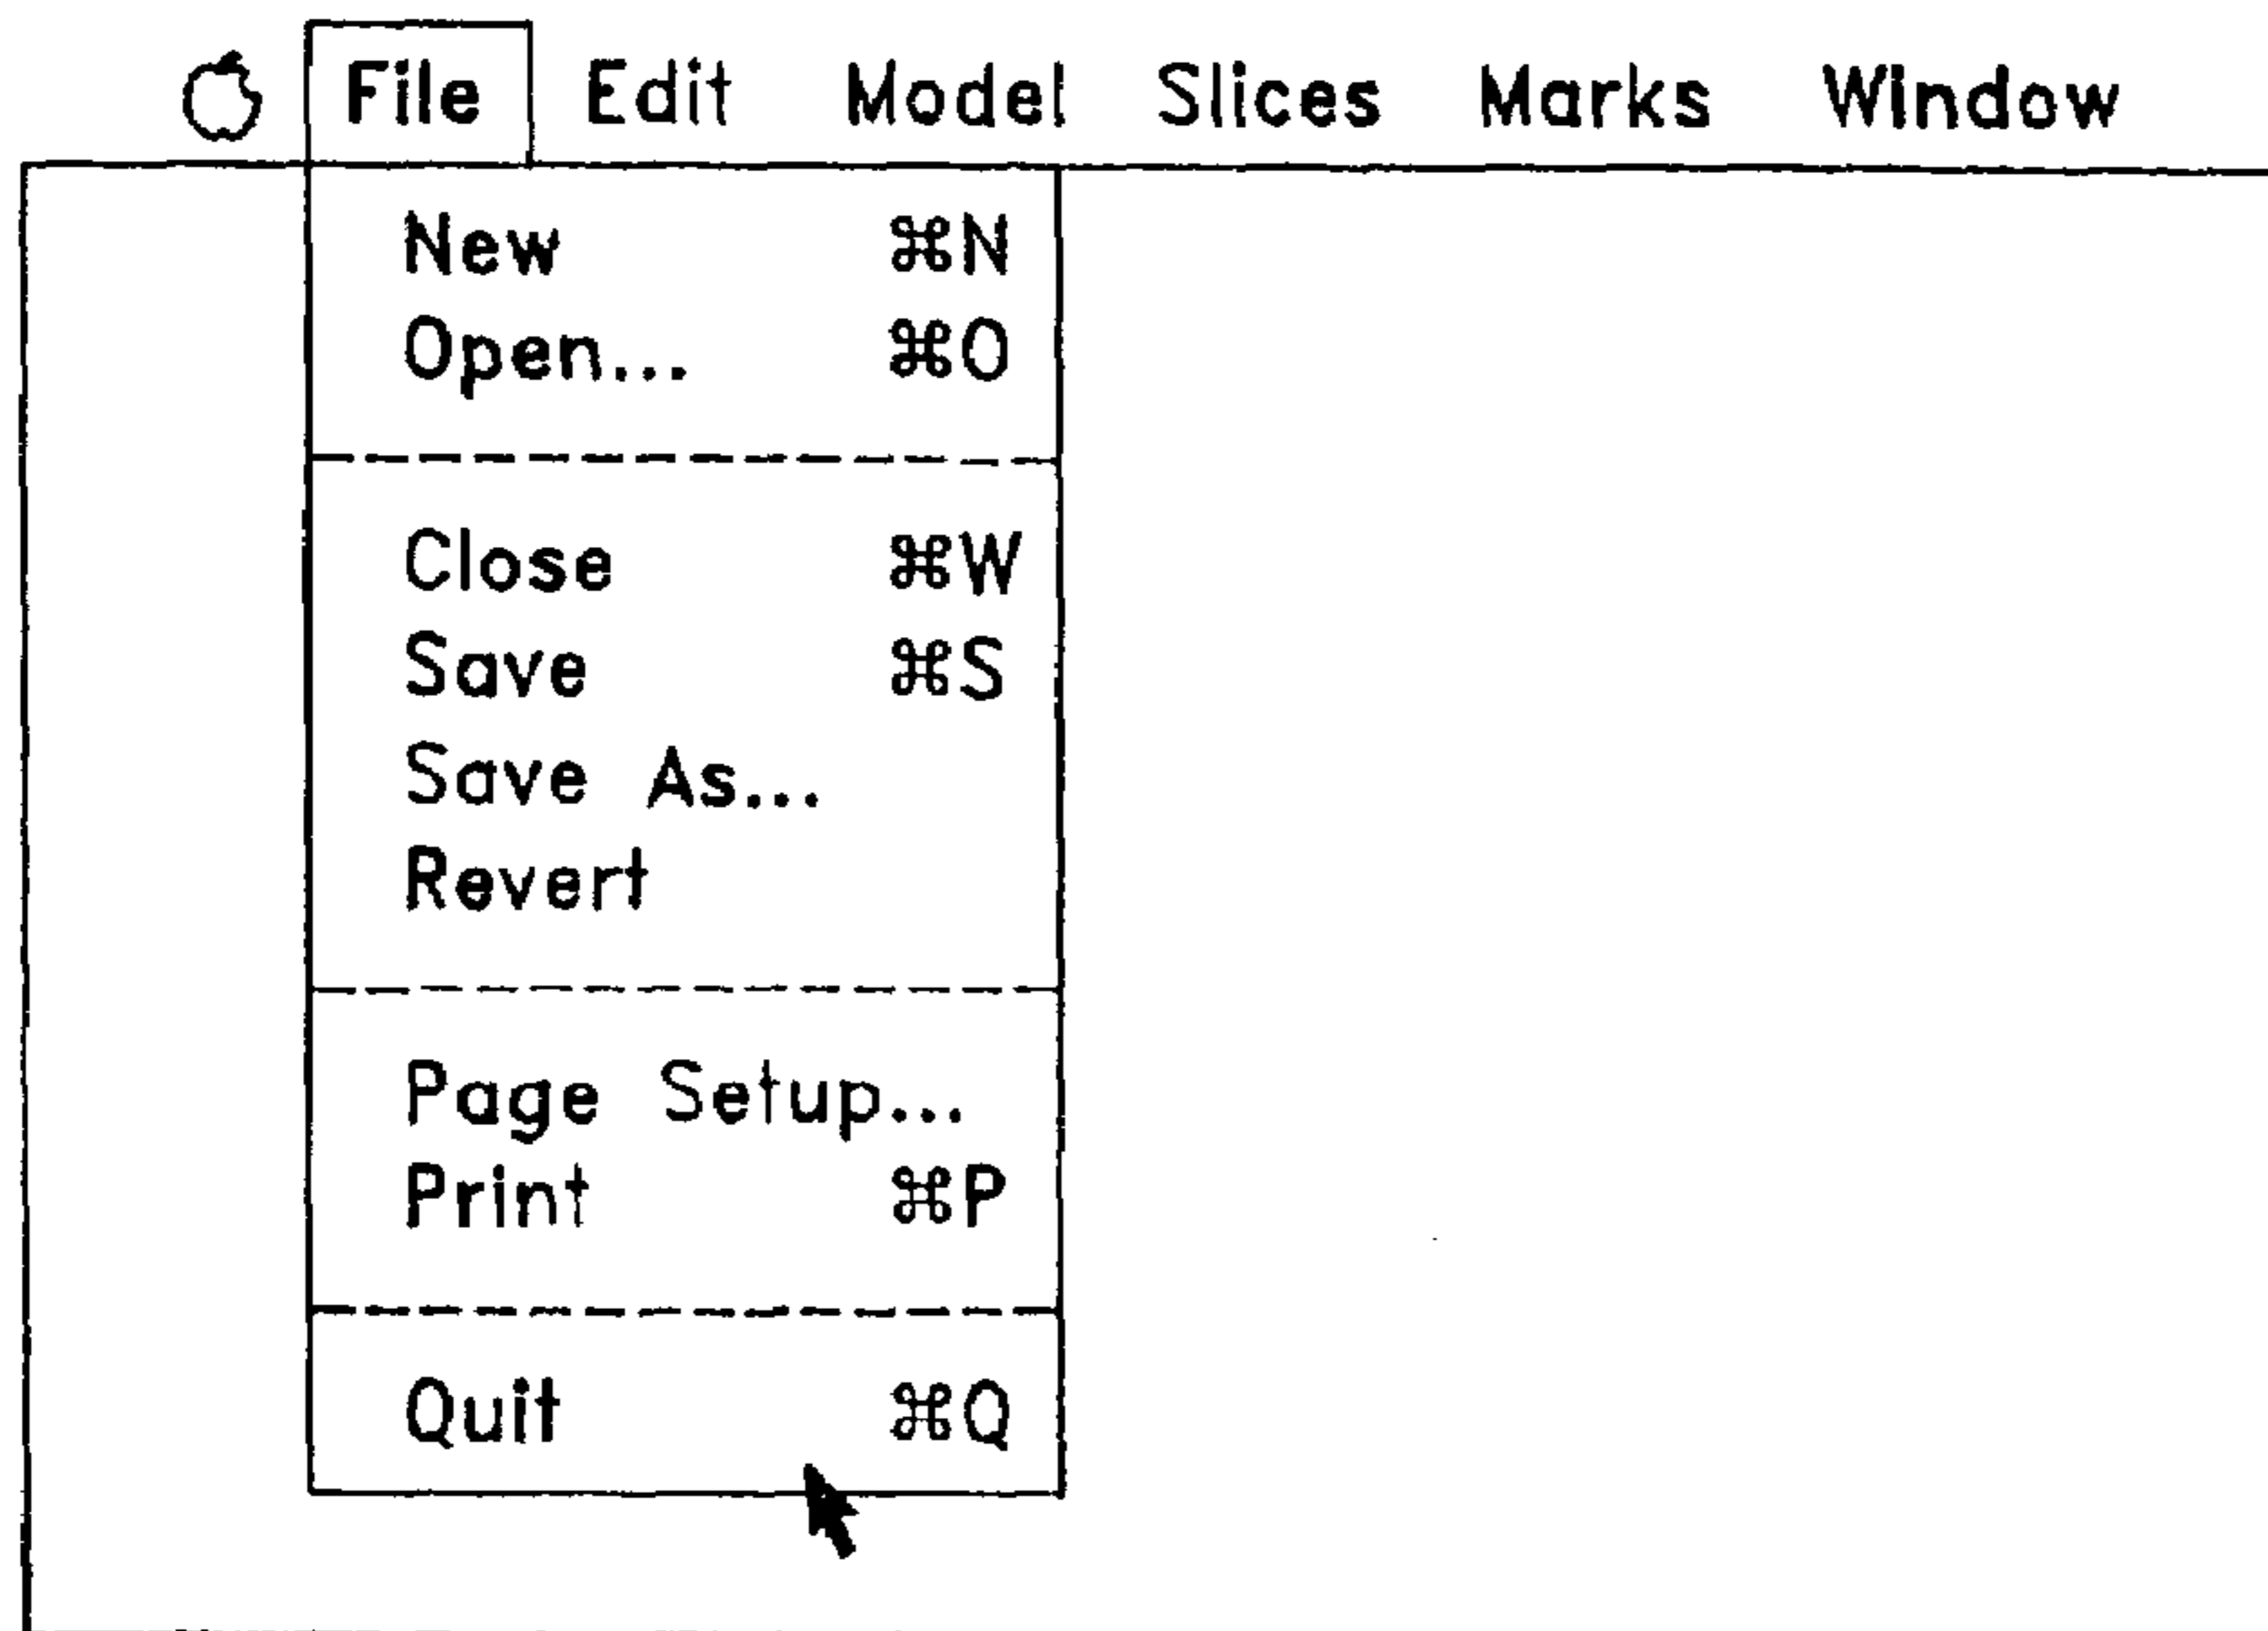 File Edit Model Slices Marks Window
New ⌘N
Open... ⌘O
Close ⌘W
Save ⌘S
Save As...
Revert
Page Setup...
Print ⌘P
Quit ⌘Q